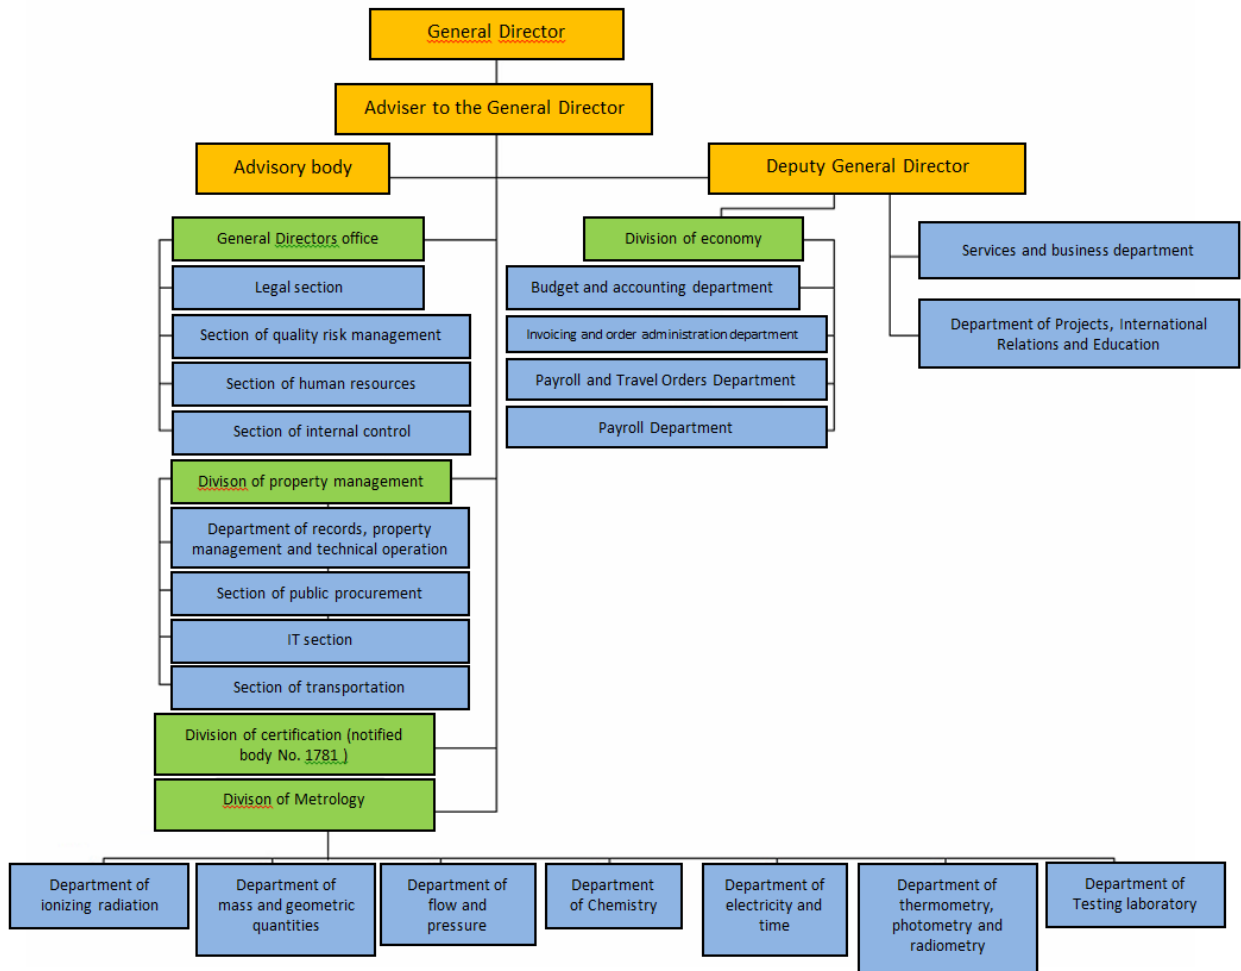 General Director
Adviser to the General Director
Advisory body
Deputy General Director
General Directors office
Legal section
Section of quality risk management
Section of human resources
Section of internal control
Divison of property management
Department of records, property
management and technical operation
Section of public procurement
IT section
Section of transportation
Division of certification (notified
body No. 1781 )
Divison of Metrology
Division of economy
Budget and accounting department
Invoicing and order administration department
Payroll and Travel Orders Department
Payroll Department
Services and business department
Department of Projects, International
Relations and Education
Department of
ionizing radiation
Department of
mass and geometric
quantities
Department of
flow and
pressure
Department
of Chemistry
Department of
electricity and
time
Department of
thermometry,
photometry and
radiometry
Department of
Testing laboratory